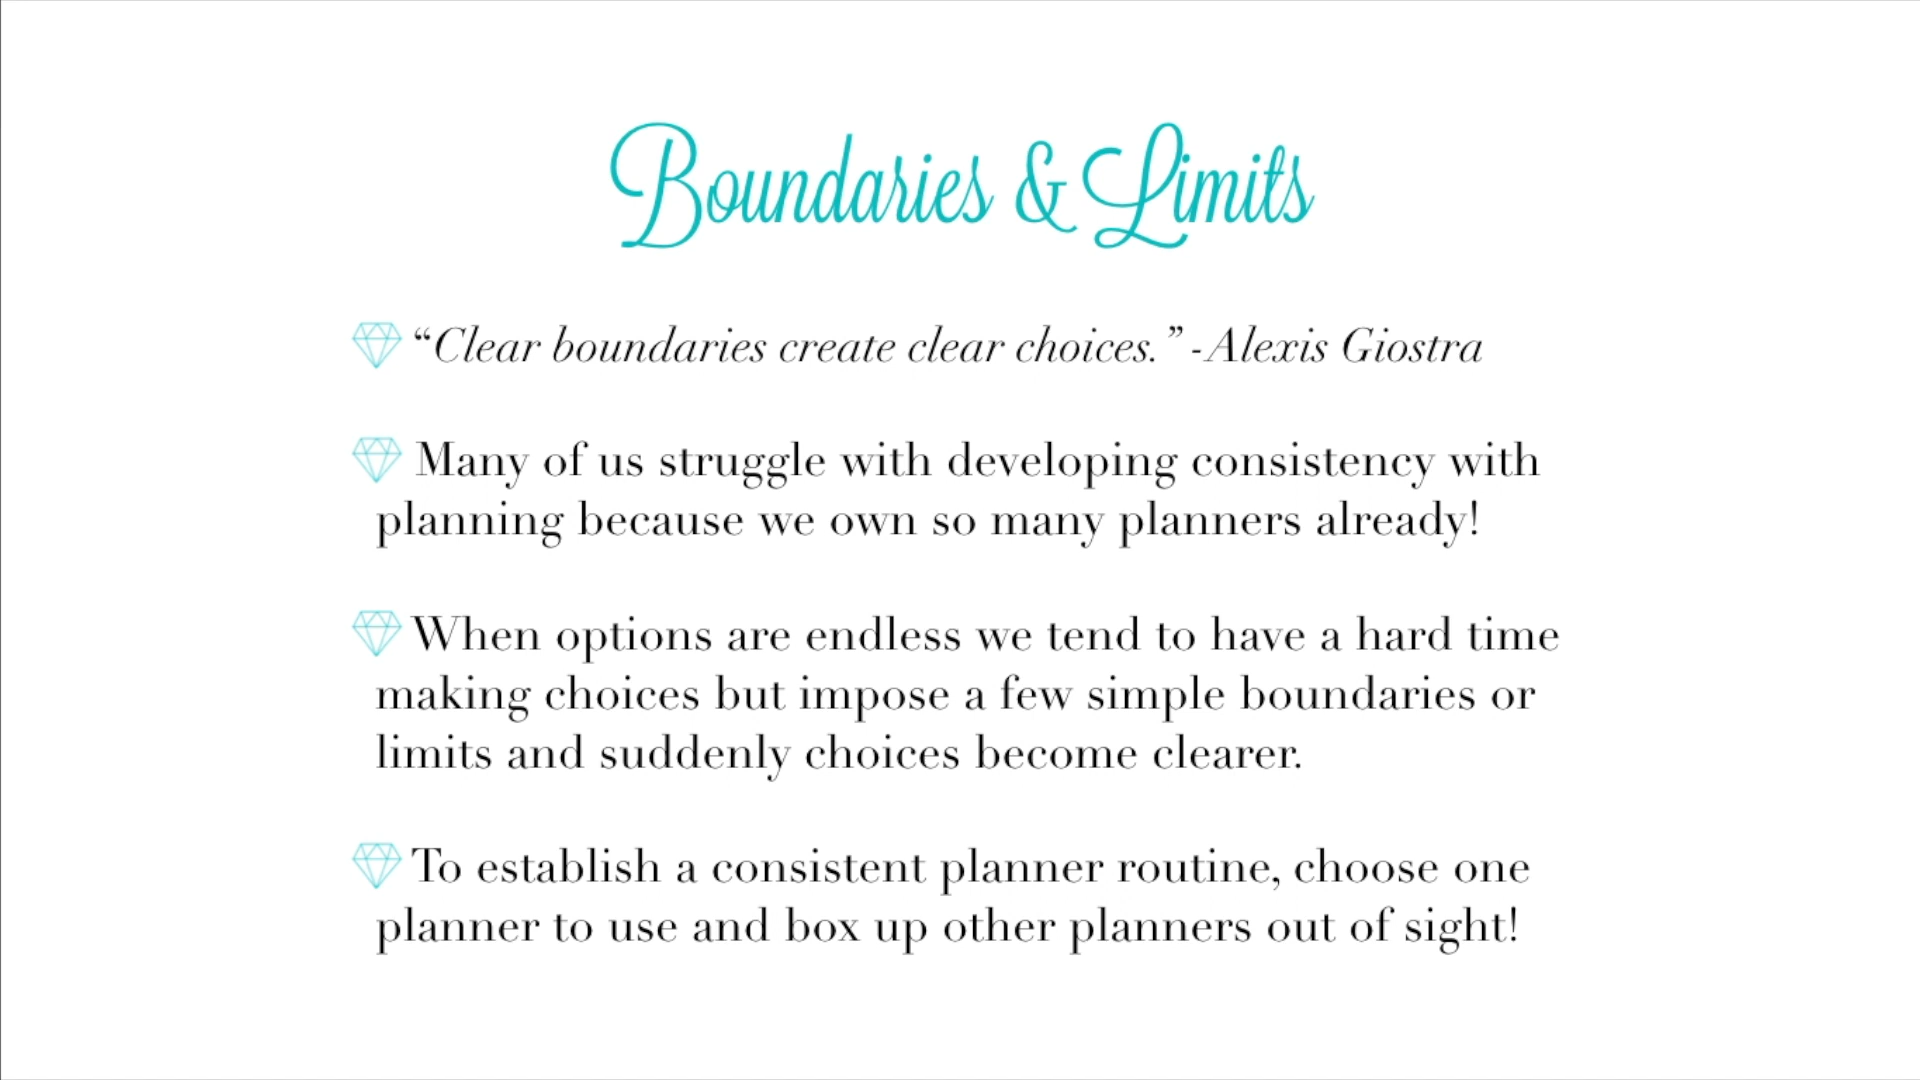 Boundaries & Limits
“Clear boundaries create clear choices.” -Alexis Giostra
Many of us struggle with developing consistency with
planning because we own so many planners already!
When options are endless we tend to have a hard time
making choices but impose a few simple boundaries or
limits and suddenly choices become clearer.
To establish a consistent planner routine, choose one
planner to use and box up other planners out of sight!